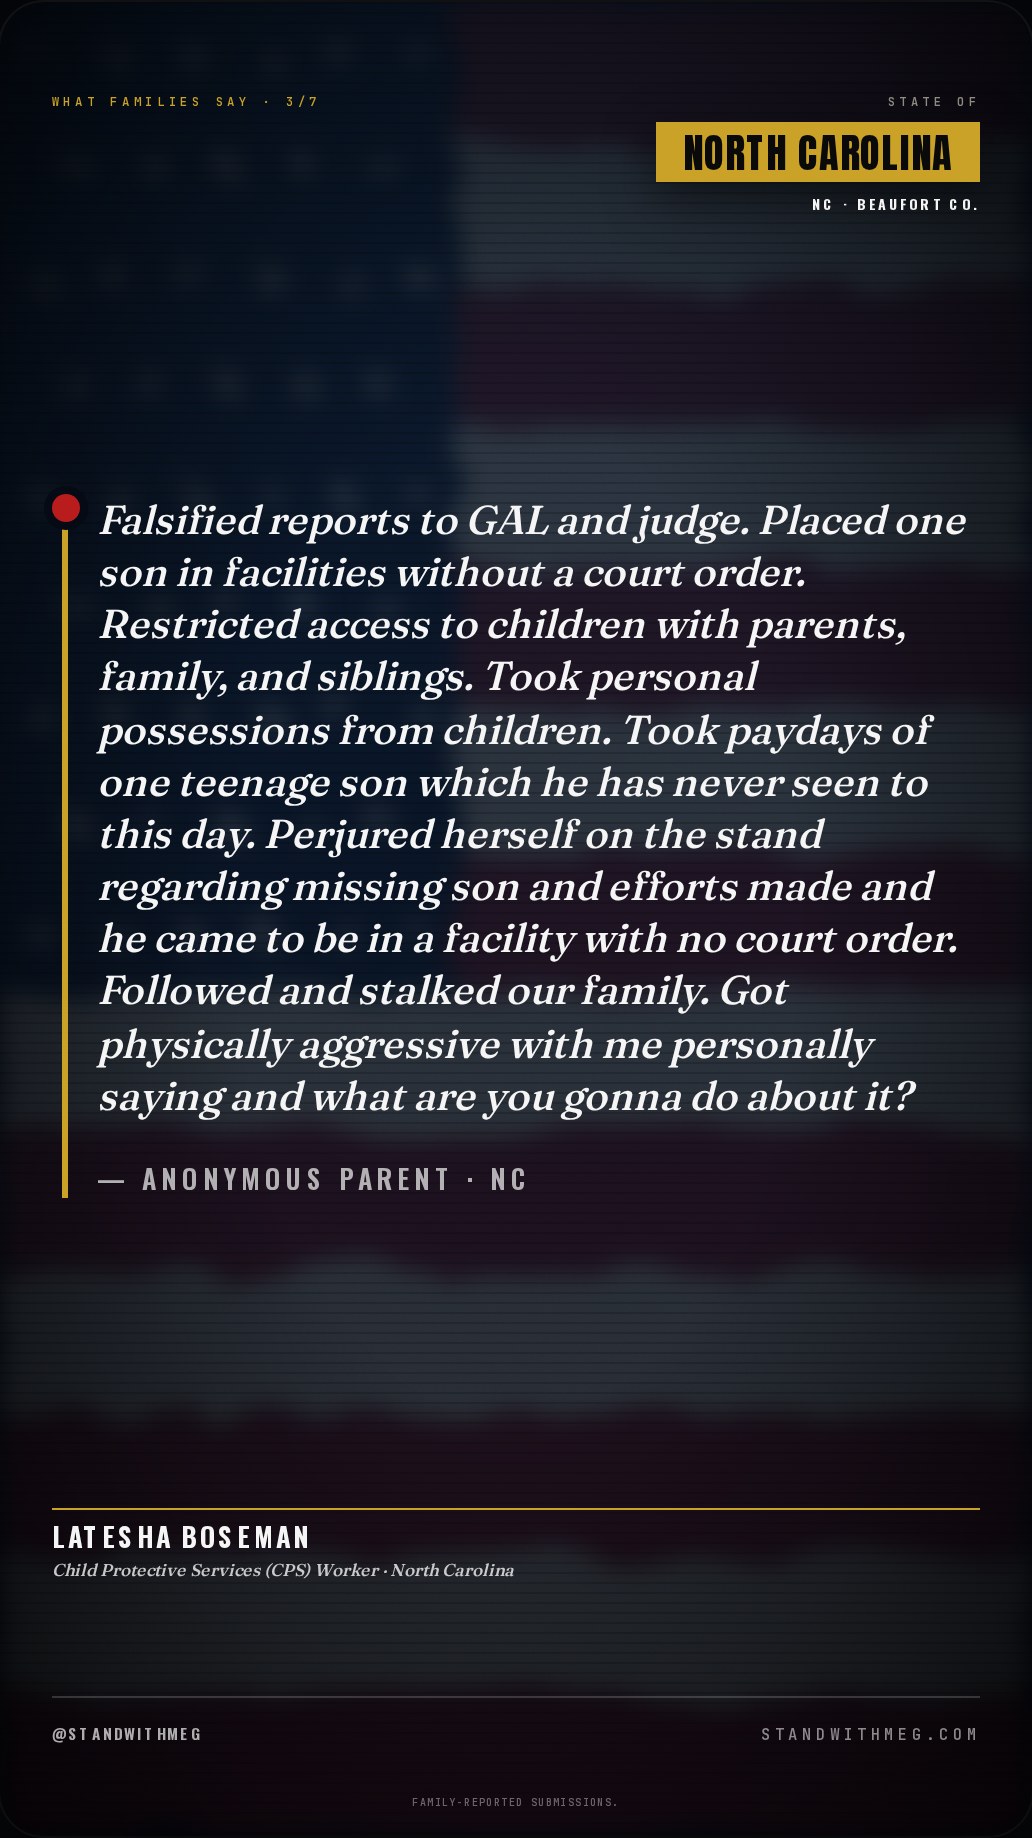 WHAT FAMILIES SAY · 3/7
STATE OF
NORTH CAROLINA
NC · BEAUFORT CO.
Falsified reports to GAL and judge. Placed one
son in facilities without a court order.
Restricted access to children with parents,
family, and siblings. Took personal
possessions from children. Took paydays of
one teenage son which he has never seen to
this day. Perjured herself on the stand
regarding missing son and efforts made and
he came to be in a facility with no court order.
Followed and stalked our family. Got
physically aggressive with me personally
saying and what are you gonna do about it?
— ANONYMOUS PARENT · NC
LATESHA BOSEMAN
Child Protective Services (CPS) Worker · North Carolina
@STANDWITHMEG
STANDWITHMEG.COM
FAMILY-REPORTED SUBMISSIONS.